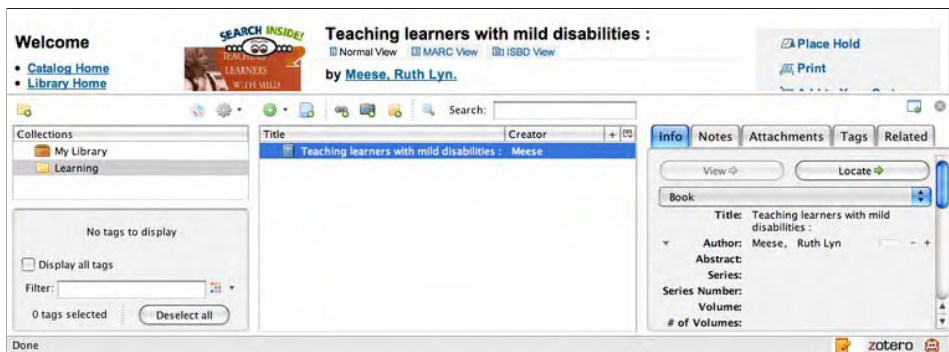 Welcome
• Catalog Home
• Library Home
SEARCH INSIDE!
TEACHING
LEARNERS
WITH MILD
Teaching learners with mild disabilities :
Normal View MARC View ISBD View
by Meese, Ruth Lyn.
Place Hold
Print
Search:
Collections
My Library
Learning
No tags to display
Display all tags
Filter:
0 tags selected Deselect all
Title Creator +
Teaching learners with mild disabilities : Meese
Info Notes Attachments Tags Related
View Locate
Book
Title: Teaching learners with mild
disabilities :
Author: Meese, Ruth Lyn - +
Abstract:
Series:
Series Number:
Volume:
# of Volumes:
Done zotero